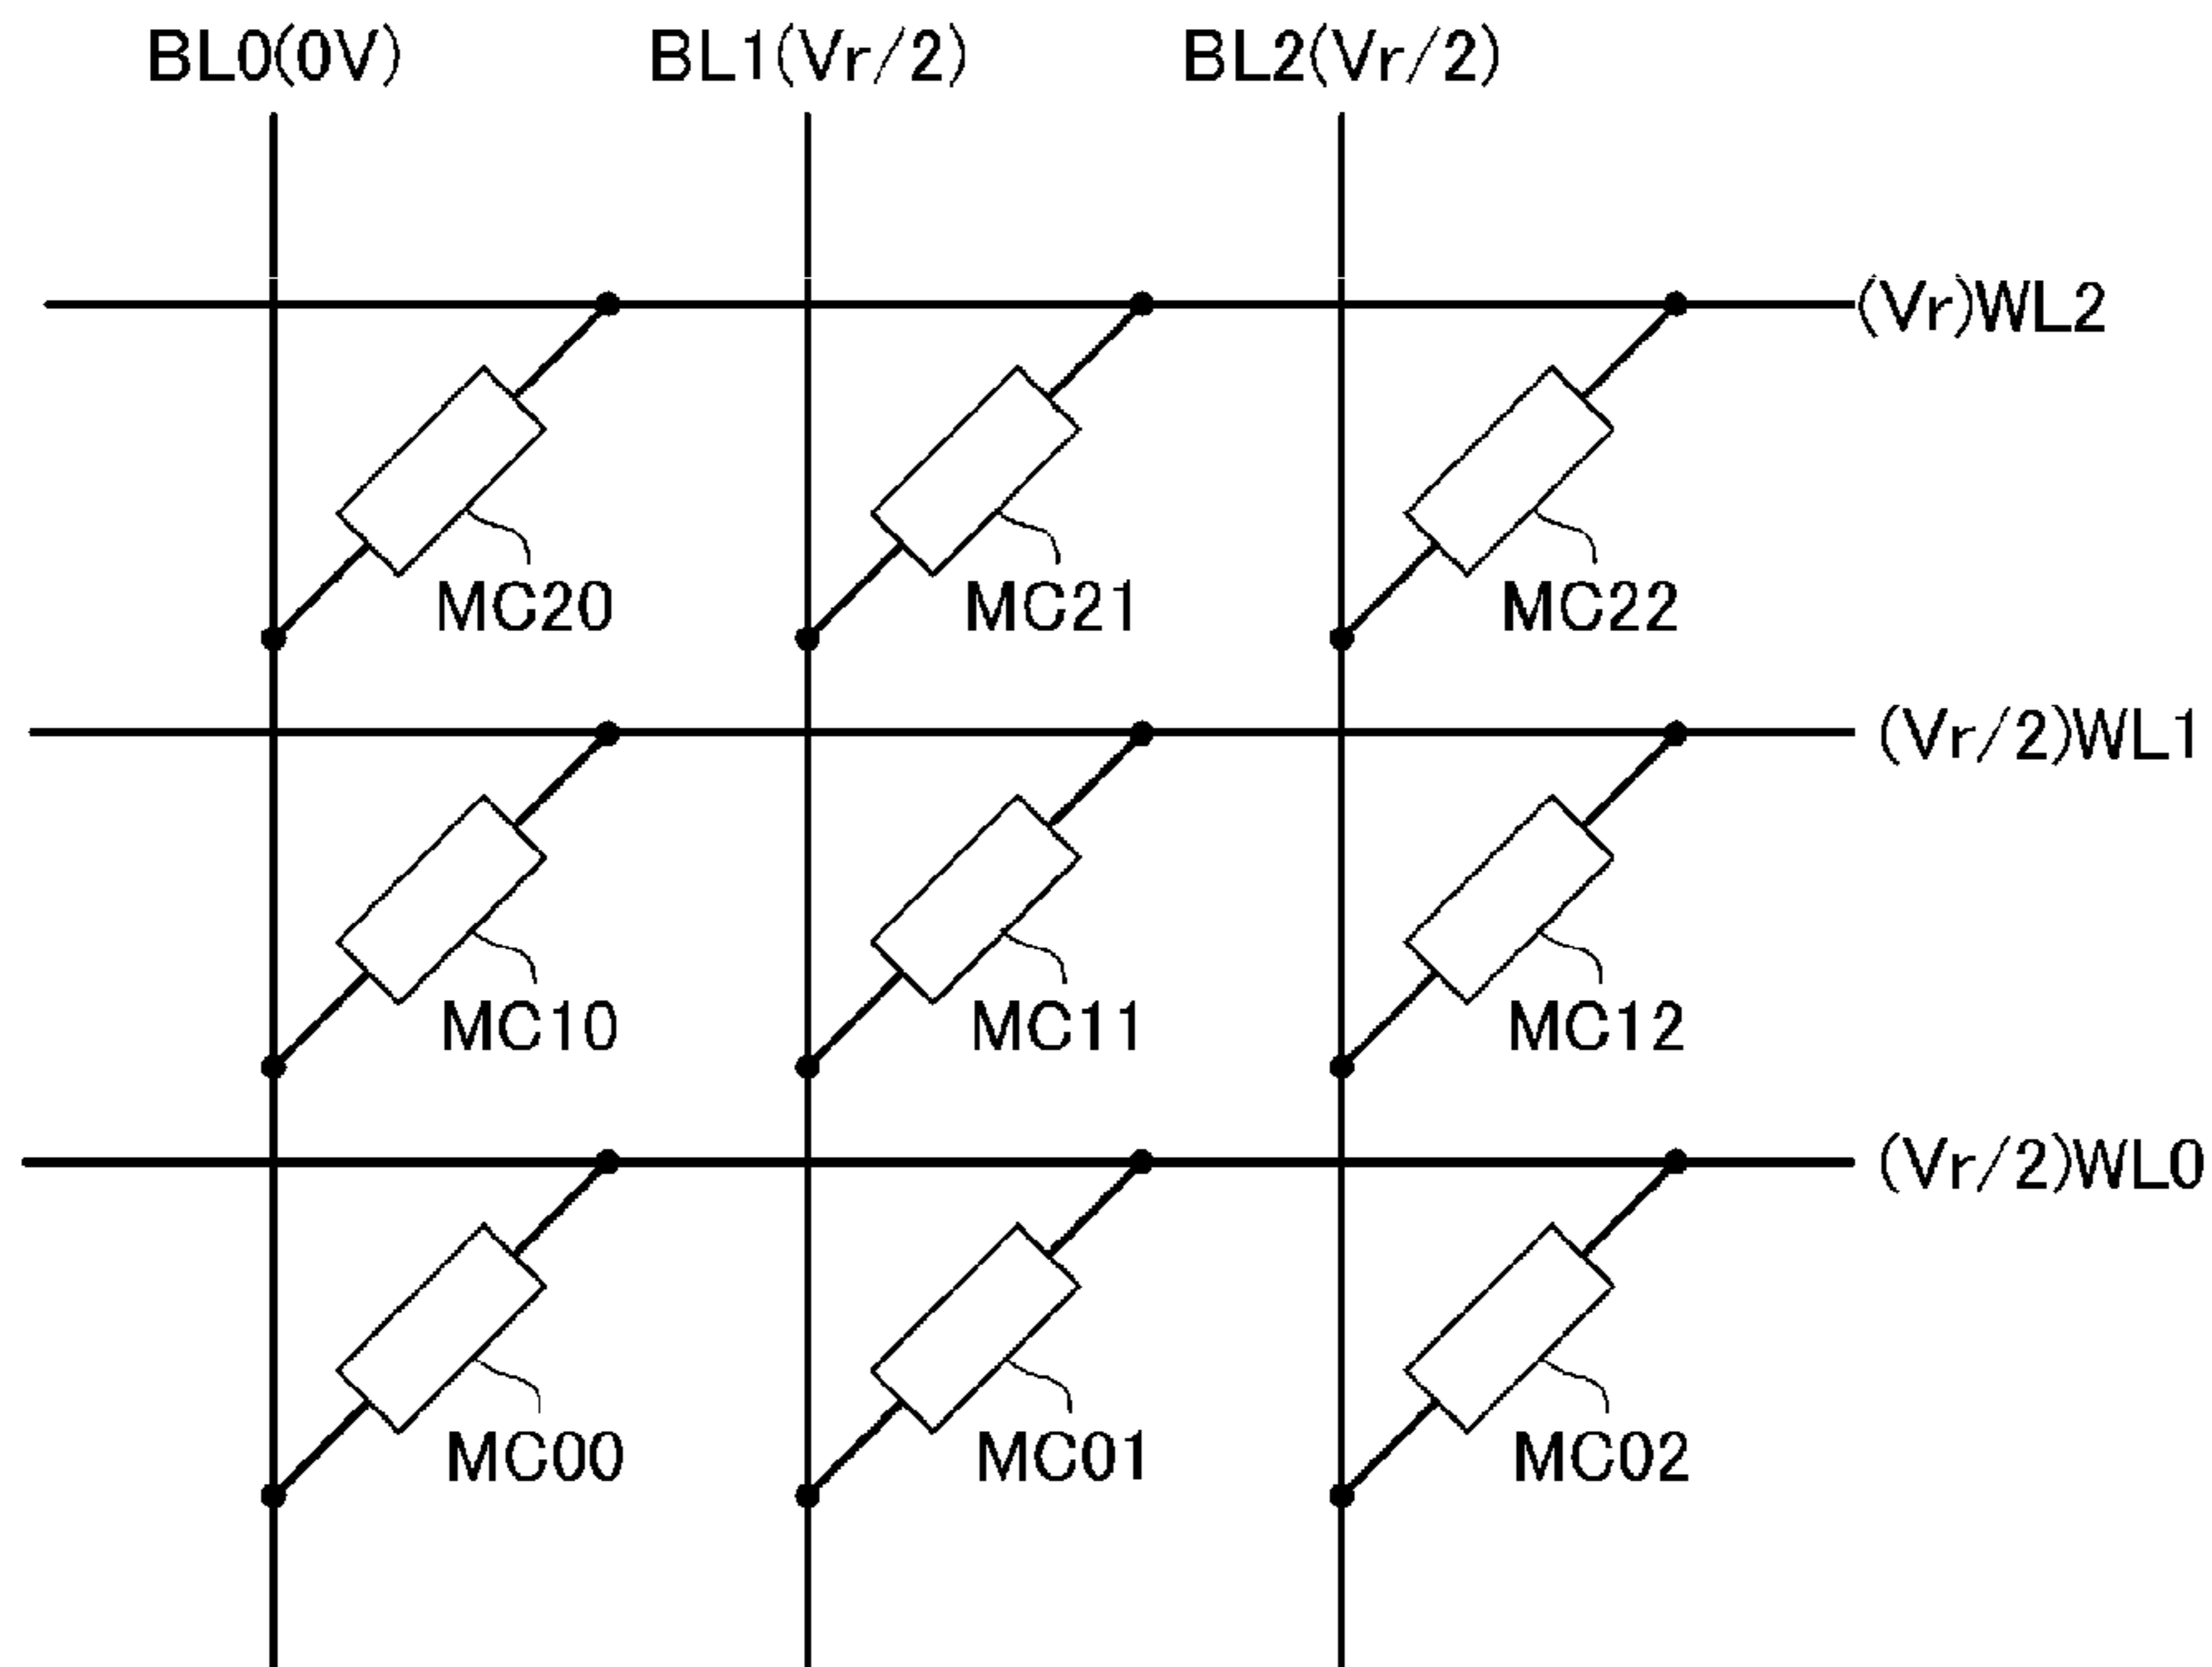 BL0(0V) BL1(Vr/2) BL2(Vr/2)
(Vr)WL2
MC20 MC21 MC22
(Vr/2)WL1
MC10 MC11 MC12
(Vr/2)WL0
MC00 MC01 MC02